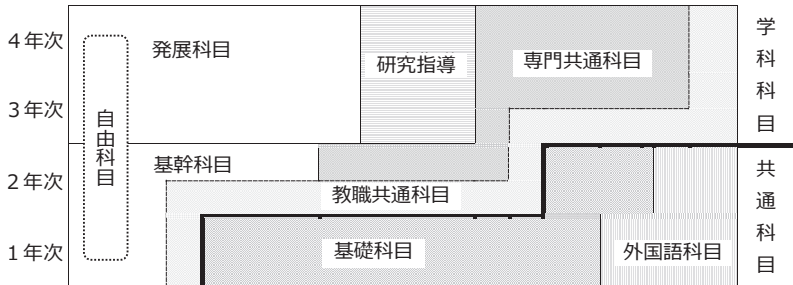 4年次
3年次
2年次
1年次
自由科目
発展科目
研究指導
専門共通科目
基幹科目
教職共通科目
基礎科目
外国語科目
学科科目
共通科目